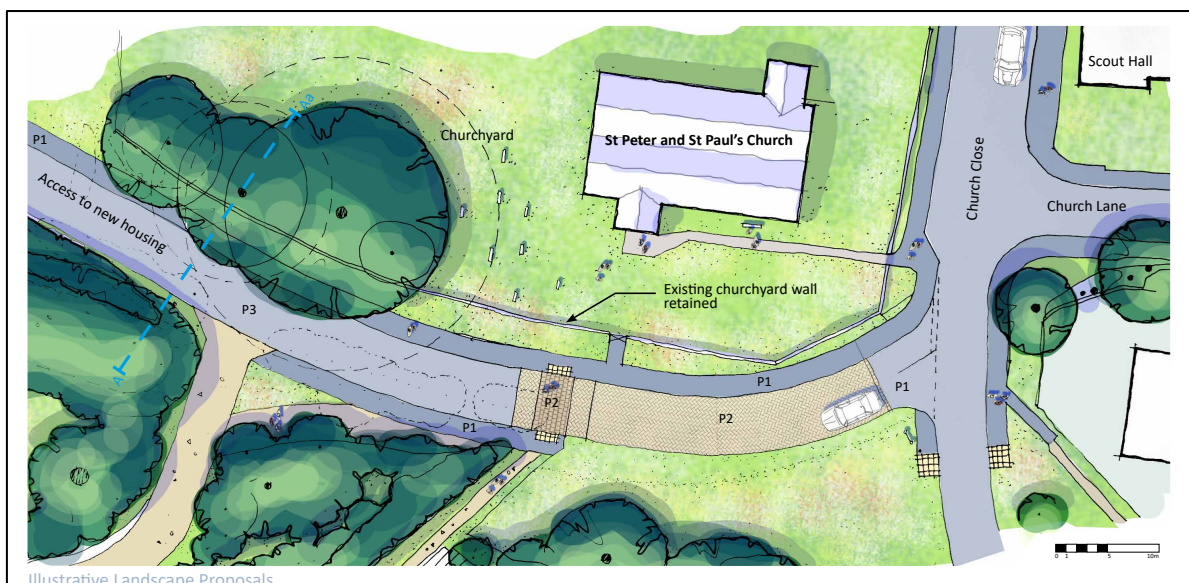 Scout Hall
Aa
Churchyard
St Peter and St Paul's Church
P1
Church Close
Access to new housing
Church Lane
Existing churchyard wall
retained
P3
A
P1
P1
P2
P2
P1
0 1 5 10m
Illustrative Landscape Proposals